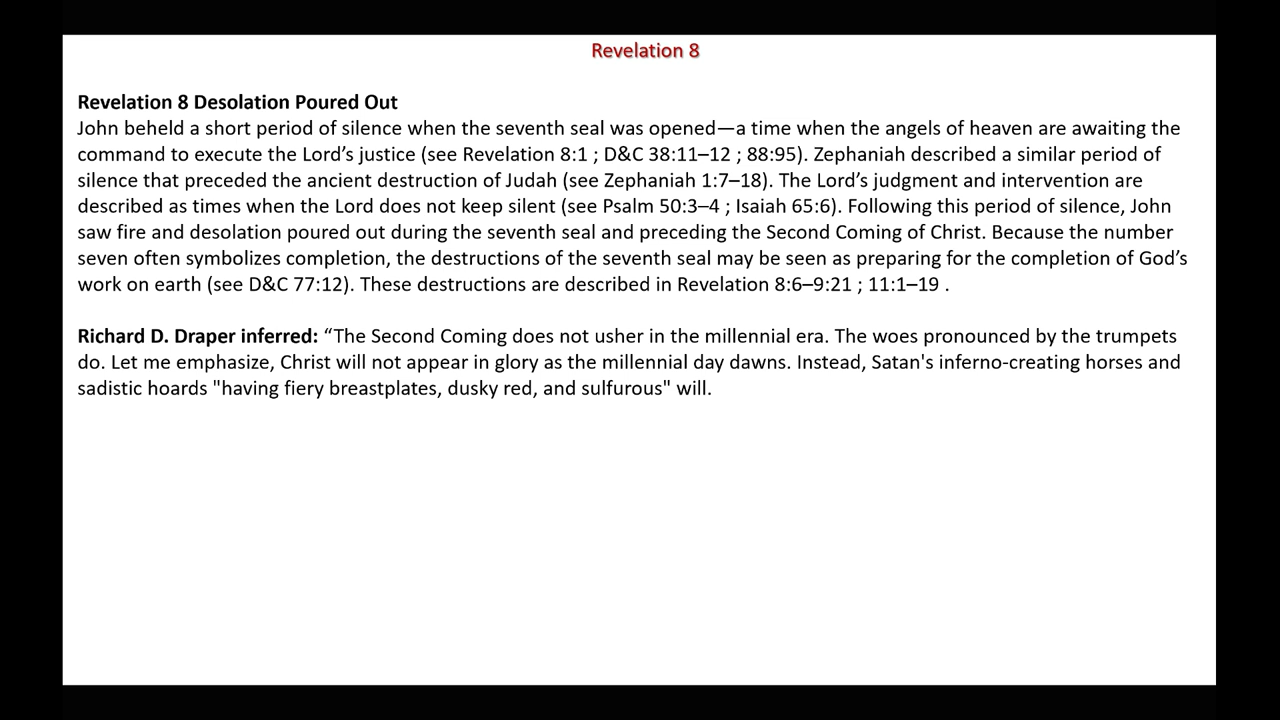 Revelation 8
Revelation 8 Desolation Poured Out
John beheld a short period of silence when the seventh seal was opened—a time when the angels of heaven are awaiting the
command to execute the Lord’s justice (see Revelation 8:1 ; D&C 38:11–12 ; 88:95). Zephaniah described a similar period of
silence that preceded the ancient destruction of Judah (see Zephaniah 1:7–18). The Lord’s judgment and intervention are
described as times when the Lord does not keep silent (see Psalm 50:3–4 ; Isaiah 65:6). Following this period of silence, John
saw fire and desolation poured out during the seventh seal and preceding the Second Coming of Christ. Because the number
seven often symbolizes completion, the destructions of the seventh seal may be seen as preparing for the completion of God’s
work on earth (see D&C 77:12). These destructions are described in Revelation 8:6–9:21 ; 11:1–19 .
Richard D. Draper inferred: “The Second Coming does not usher in the millennial era. The woes pronounced by the trumpets
do. Let me emphasize, Christ will not appear in glory as the millennial day dawns. Instead, Satan's inferno-creating horses and
sadistic hoards "having fiery breastplates, dusky red, and sulfurous" will.